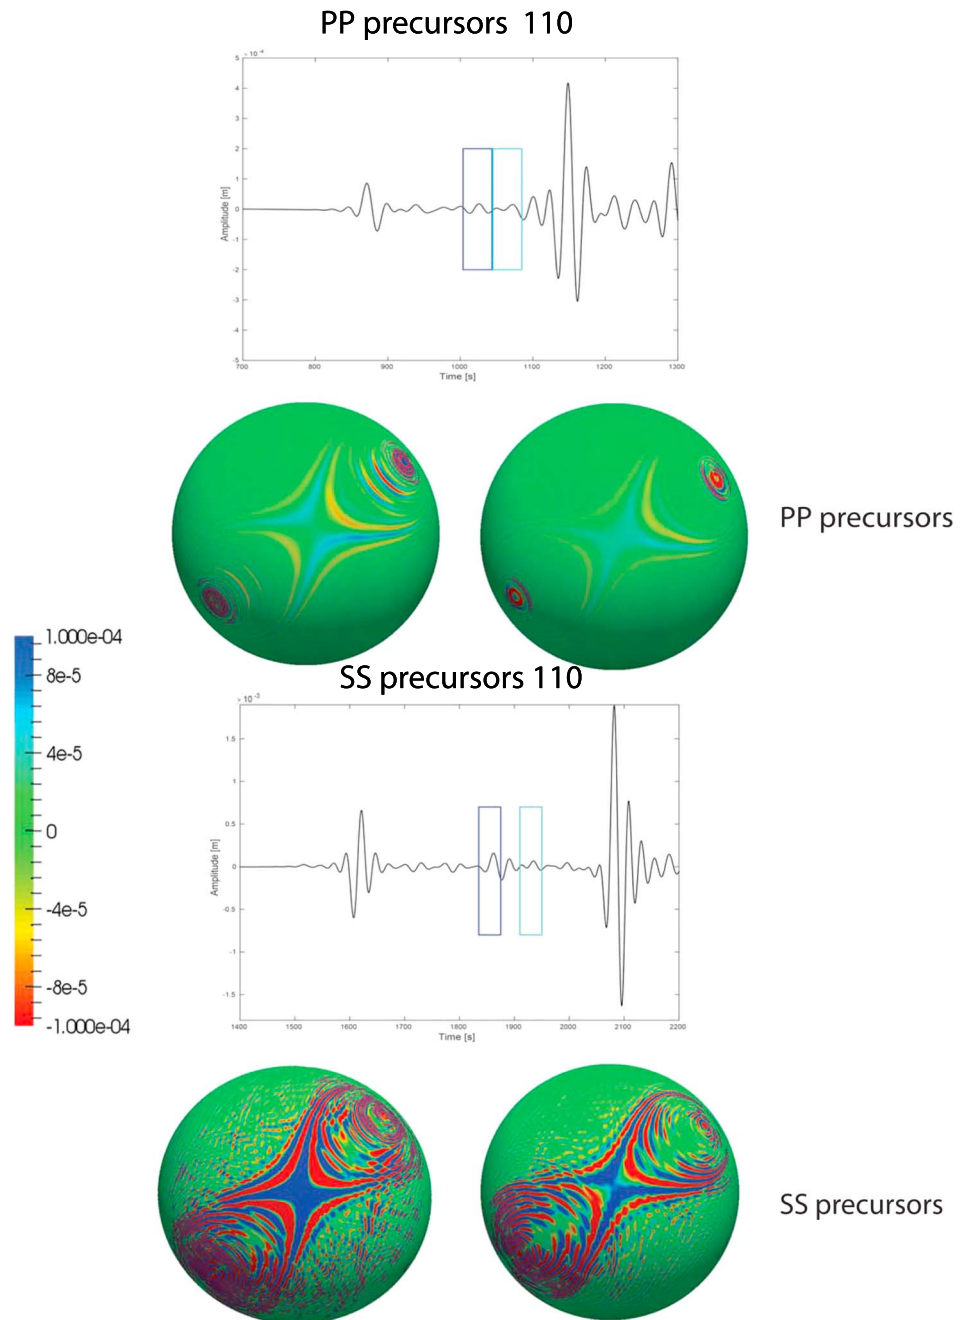 PP precursors 110
× 10⁻⁴
5
4
3
2
1
0
-1
-2
-3
-4
-5
Amplitude [m]
700 800 900 1000 1100 1200 1300
Time [s]
PP precursors
1.000e-04
8e-5
4e-5
0
-4e-5
-8e-5
-1.000e-04
SS precursors 110
× 10⁻³
1.5
1
0.5
0
-0.5
-1
-1.5
Amplitude [m]
1400 1500 1600 1700 1800 1900 2000 2100 2200
Time [s]
SS precursors